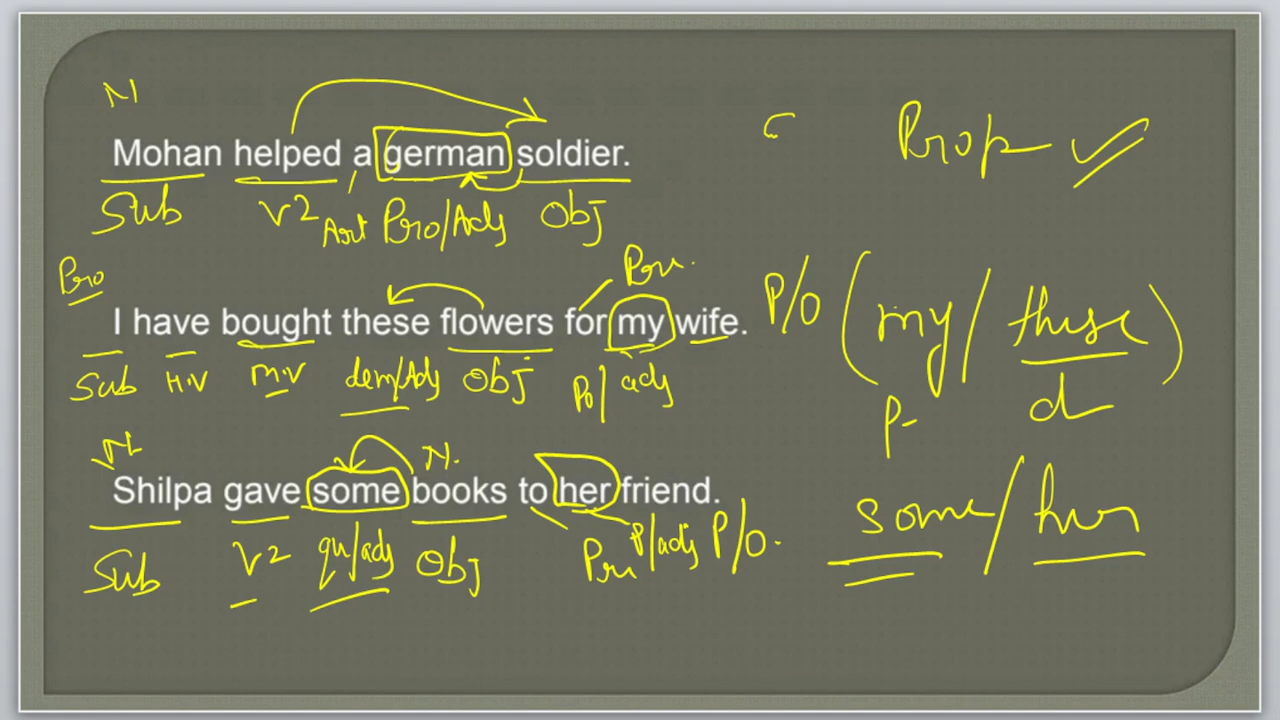 N
Mohan helped a german soldier.
Sub V2 Art Pro/Adj Obj
Prop
Pro Pre.
I have bought these flowers for my wife. P/O (my / these)
Sub H.V M.V dem/Adj Obj Po/adj P- d
N. N.
Shilpa gave some books to her friend.
Sub V2 qu/adj Obj Pre P/adj P/O.
some / her